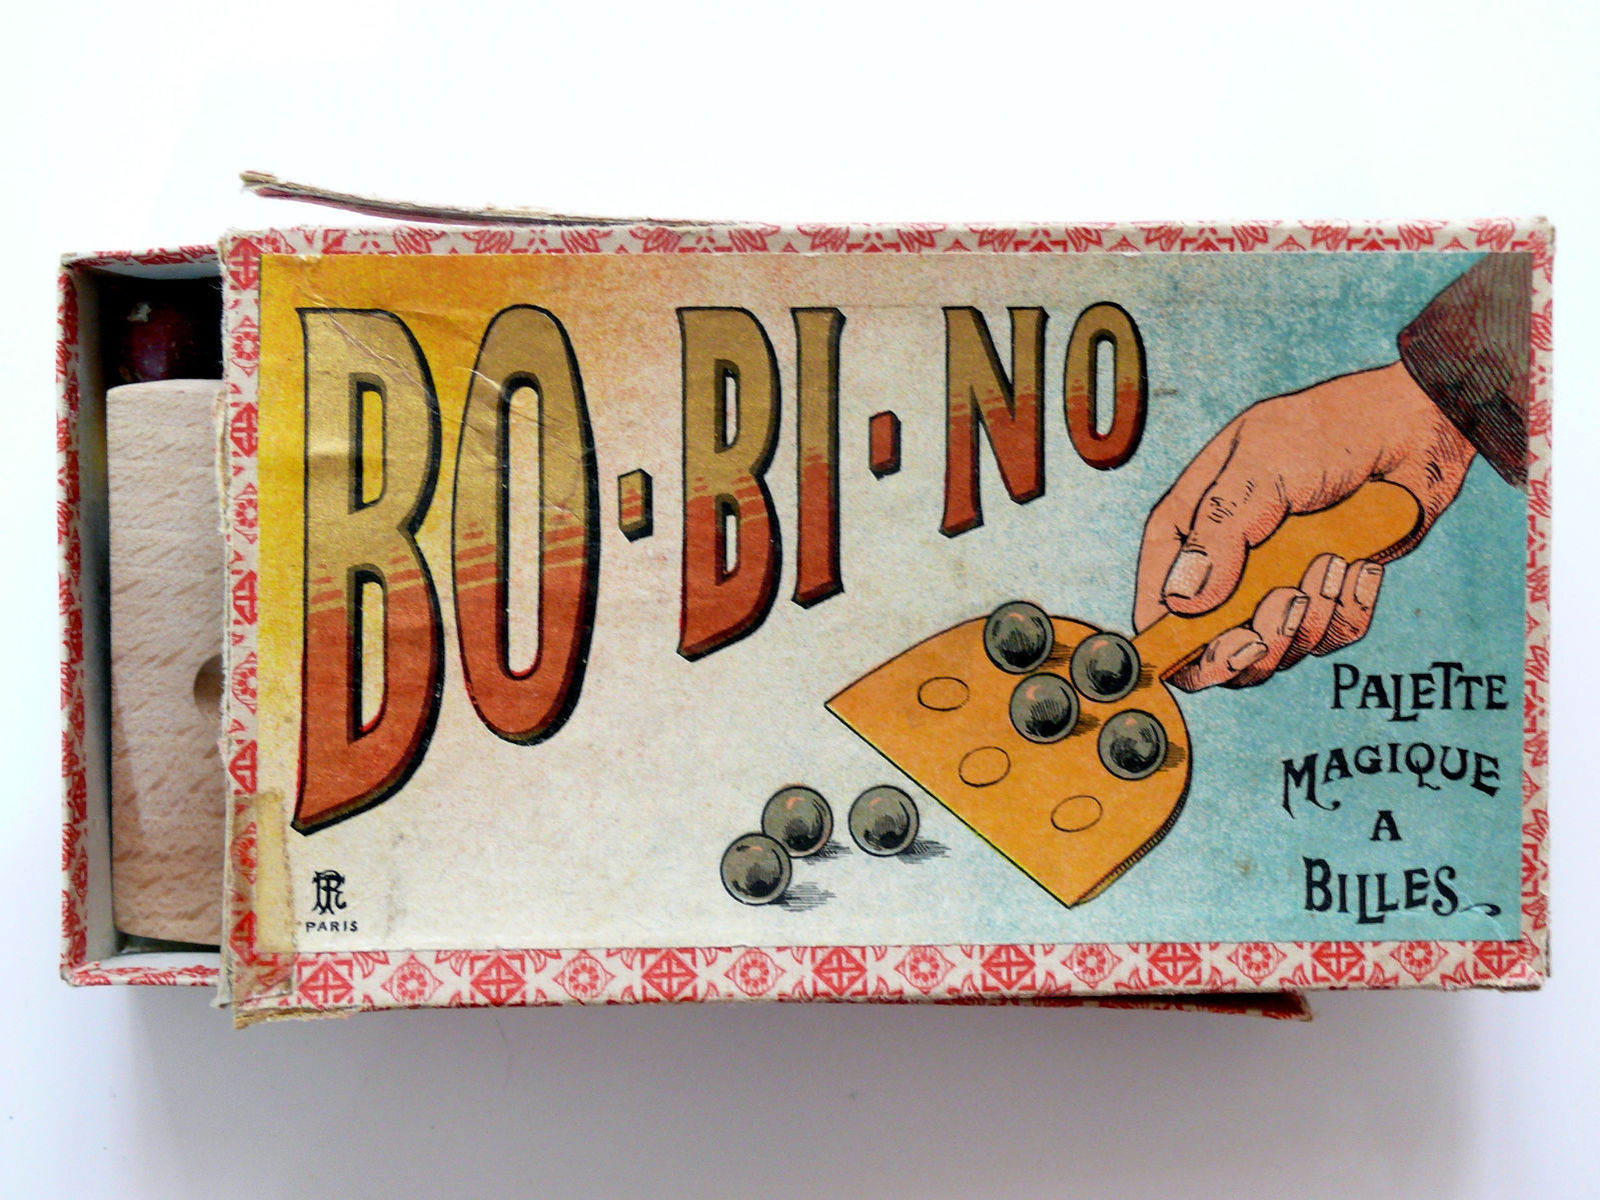 BO·BI·NO
PALETTE
MAGIQUE
A
BILLES
PARIS